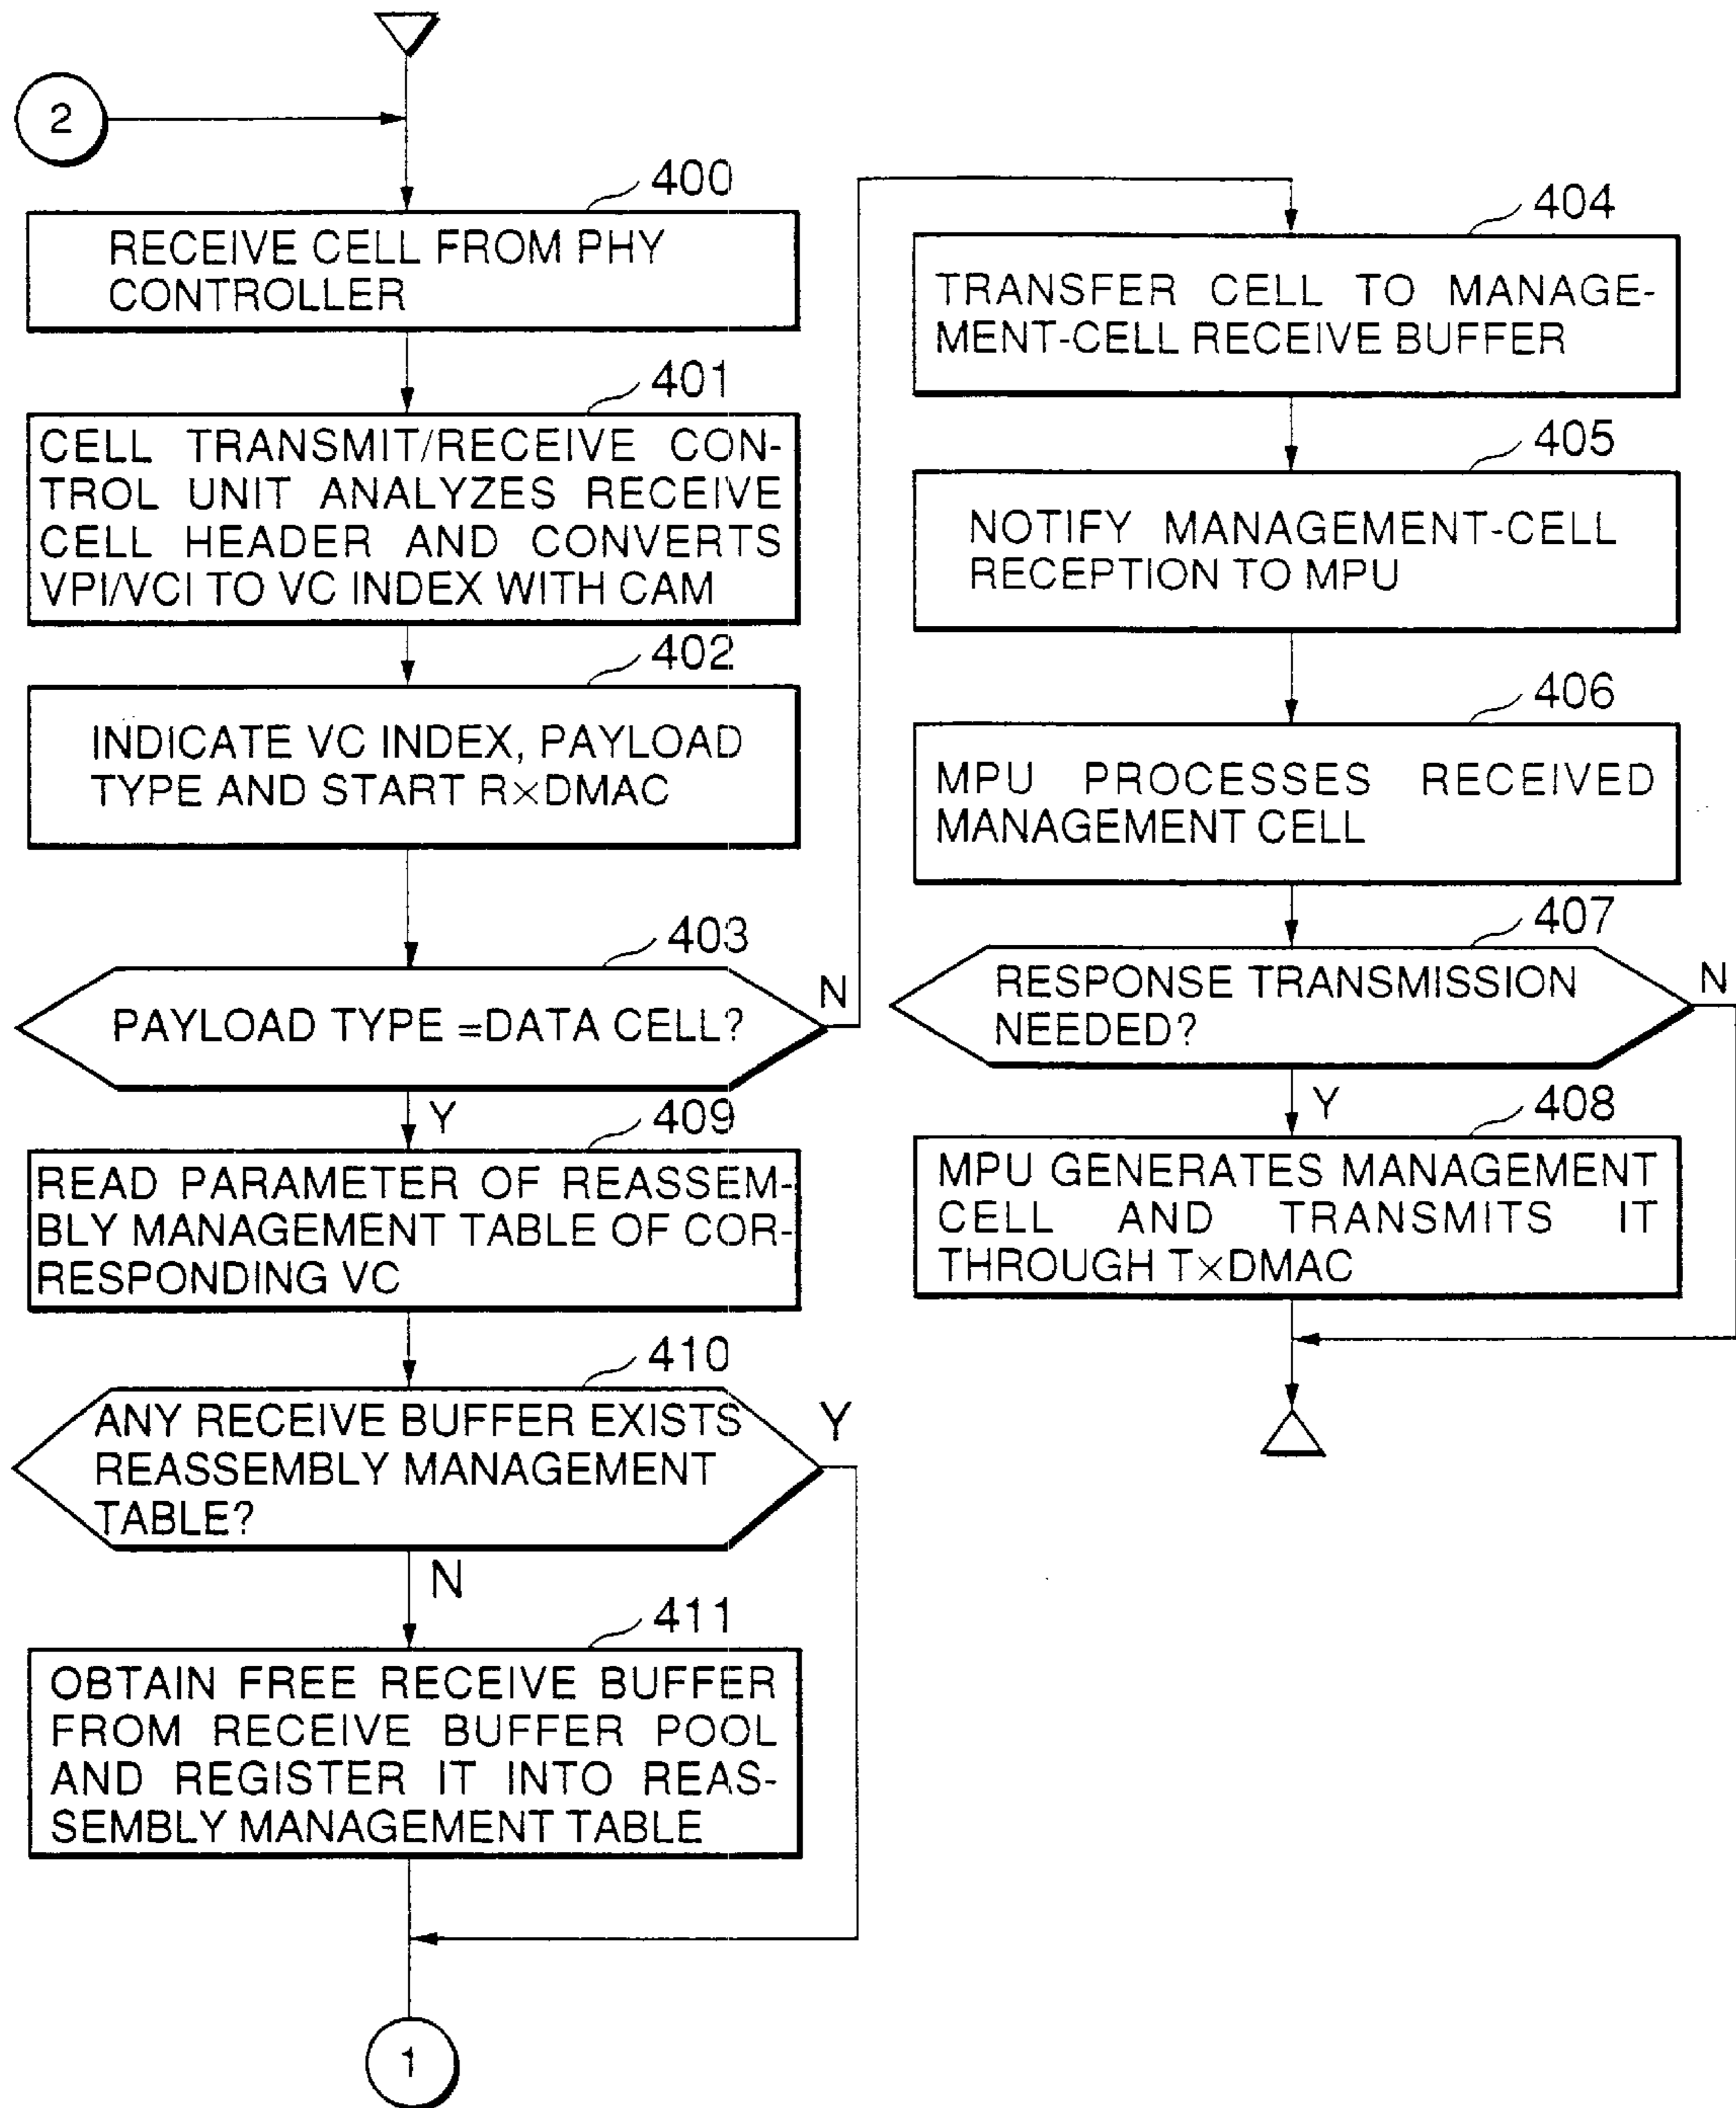 2
400
RECEIVE CELL FROM PHY
CONTROLLER
401
CELL TRANSMIT/RECEIVE CON-
TROL UNIT ANALYZES RECEIVE
CELL HEADER AND CONVERTS
VPI/VCI TO VC INDEX WITH CAM
402
INDICATE VC INDEX, PAYLOAD
TYPE AND START R×DMAC
403
PAYLOAD TYPE =DATA CELL?
N
Y
409
READ PARAMETER OF REASSEM-
BLY MANAGEMENT TABLE OF COR-
RESPONDING VC
410
ANY RECEIVE BUFFER EXISTS
REASSEMBLY MANAGEMENT
TABLE?
Y
N
411
OBTAIN FREE RECEIVE BUFFER
FROM RECEIVE BUFFER POOL
AND REGISTER IT INTO REAS-
SEMBLY MANAGEMENT TABLE
1
404
TRANSFER CELL TO MANAGE-
MENT-CELL RECEIVE BUFFER
405
NOTIFY MANAGEMENT-CELL
RECEPTION TO MPU
406
MPU PROCESSES RECEIVED
MANAGEMENT CELL
407
RESPONSE TRANSMISSION
NEEDED?
N
Y
408
MPU GENERATES MANAGEMENT
CELL AND TRANSMITS IT
THROUGH T×DMAC